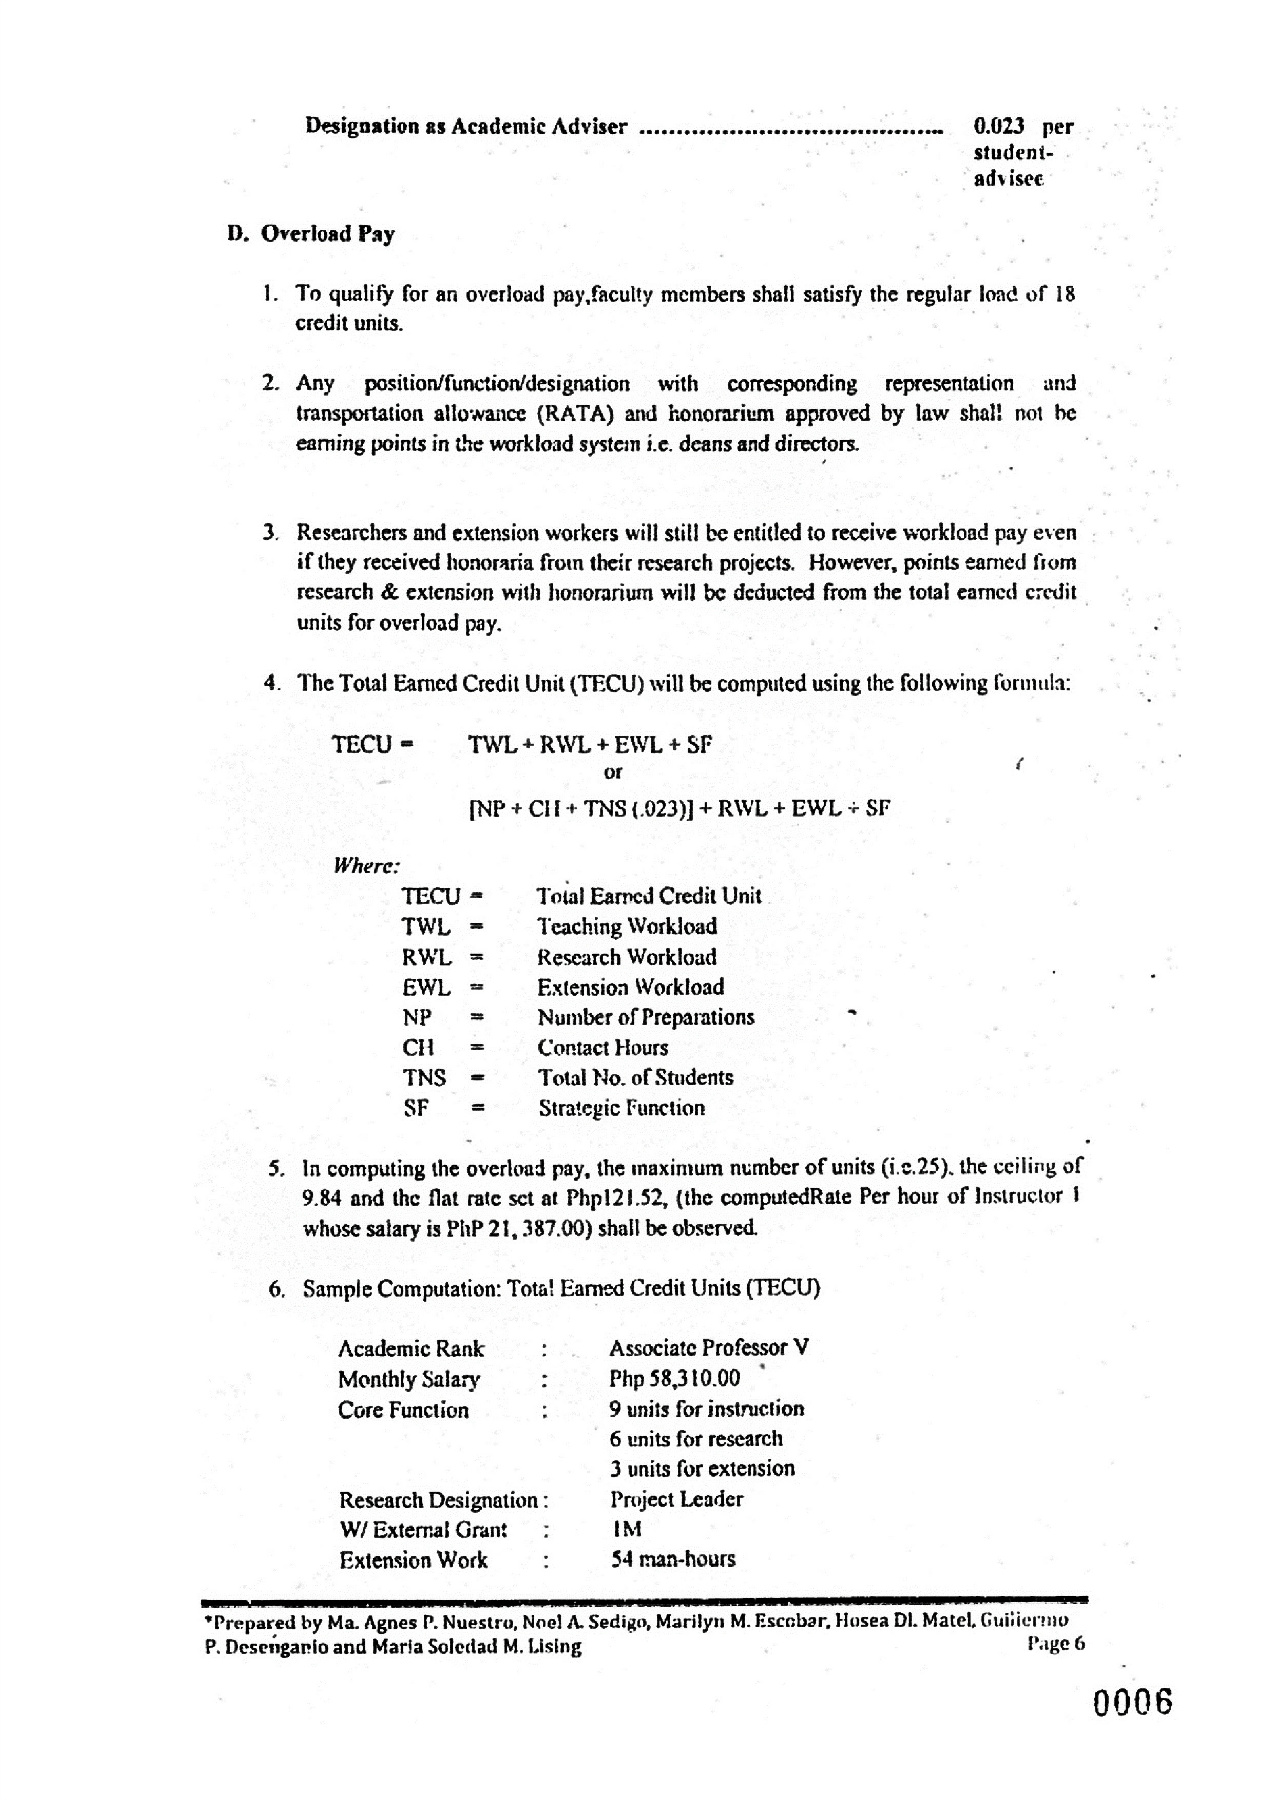 Designation as Academic Adviser ......................................... 0.023 per
student-
advisee
D. Overload Pay
1. To qualify for an overload pay,faculty members shall satisfy the regular load of 18
credit units.
2. Any position/function/designation with corresponding representation and
transportation allowance (RATA) and honorarium approved by law shall not be
earning points in the workload system i.e. deans and directors.
3. Researchers and extension workers will still be entitled to receive workload pay even
if they received honoraria from their research projects. However, points earned from
research & extension with honorarium will be deducted from the total earned credit
units for overload pay.
4. The Total Earned Credit Unit (TECU) will be computed using the following formula:
TECU = TWL + RWL + EWL + SF
or
[NP + CH + TNS (.023)] + RWL + EWL + SF
Where:
TECU = Total Earned Credit Unit
TWL = Teaching Workload
RWL = Research Workload
EWL = Extension Workload
NP = Number of Preparations
CH = Contact Hours
TNS = Total No. of Students
SF = Strategic Function
5. In computing the overload pay, the maximum number of units (i.e.25), the ceiling of
9.84 and the flat rate set at Php121.52, (the computedRate Per hour of Instructor 1
whose salary is PhP 21, 387.00) shall be observed.
6. Sample Computation: Total Earned Credit Units (TECU)
Academic Rank : Associate Professor V
Monthly Salary : Php 58,310.00
Core Function : 9 units for instruction
6 units for research
3 units for extension
Research Designation : Project Leader
W/ External Grant : 1M
Extension Work : 54 man-hours
*Prepared by Ma. Agnes P. Nuestro, Noel A. Sedigo, Marilyn M. Escobar, Hosea Dl. Matel, Guillermo
P. Desengaño and Maria Soledad M. Lising Page 6
0006